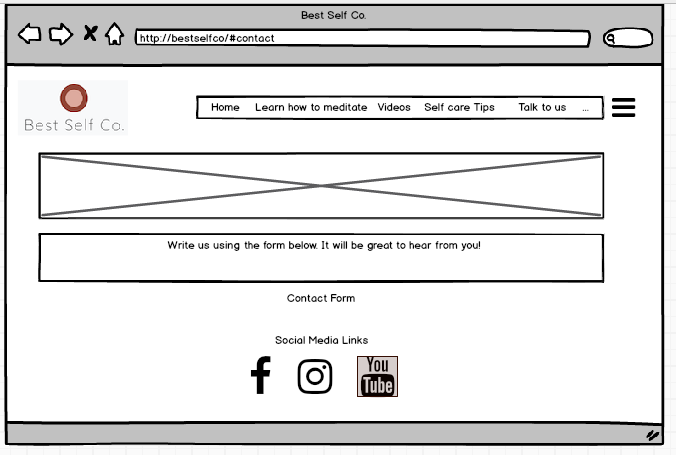 Best Self Co.
http://bestselfco/#contact
Best Self Co.
Home Learn how to meditate Videos Self care Tips Talk to us ...
Write us using the form below. It will be great to hear from you!
Contact Form
Social Media Links
You
Tube